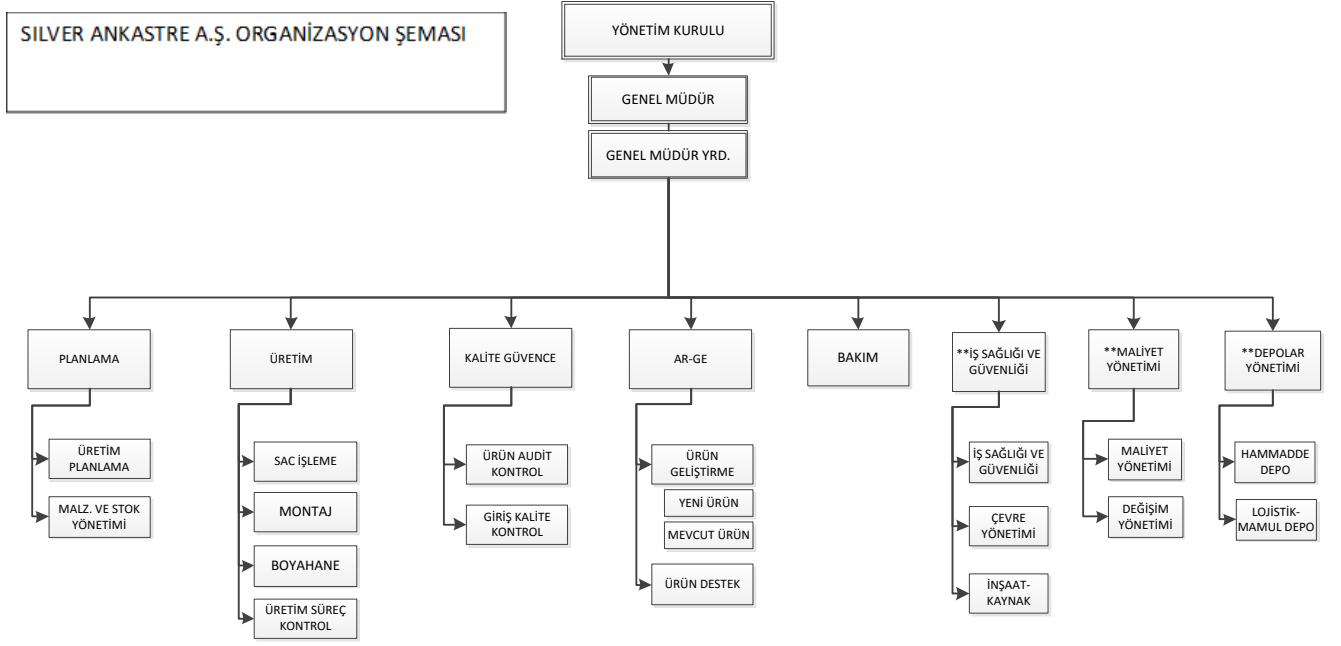 SILVER ANKASTRE A.Ş. ORGANİZASYON ŞEMASI
YÖNETİM KURULU
GENEL MÜDÜR
GENEL MÜDÜR YRD.
PLANLAMA
ÜRETİM
PLANLAMA
MALZ. VE STOK
YÖNETİMİ
ÜRETİM
SAC İŞLEME
MONTAJ
BOYAHANE
ÜRETİM SÜREÇ
KONTROL
KALİTE GÜVENCE
ÜRÜN AUDİT
KONTROL
GİRİŞ KALİTE
KONTROL
AR-GE
ÜRÜN
GELİŞTİRME
YENİ ÜRÜN
MEVCUT ÜRÜN
ÜRÜN DESTEK
BAKIM
**İŞ SAĞLIĞI VE
GÜVENLİĞİ
İŞ SAĞLIĞI VE
GÜVENLİĞİ
ÇEVRE
YÖNETİMİ
İNŞAAT-
KAYNAK
**MALİYET
YÖNETİMİ
MALİYET
YÖNETİMİ
DEĞİŞİM
YÖNETİMİ
**DEPOLAR
YÖNETİMİ
HAMMADDE
DEPO
LOJİSTİK-
MAMUL DEPO